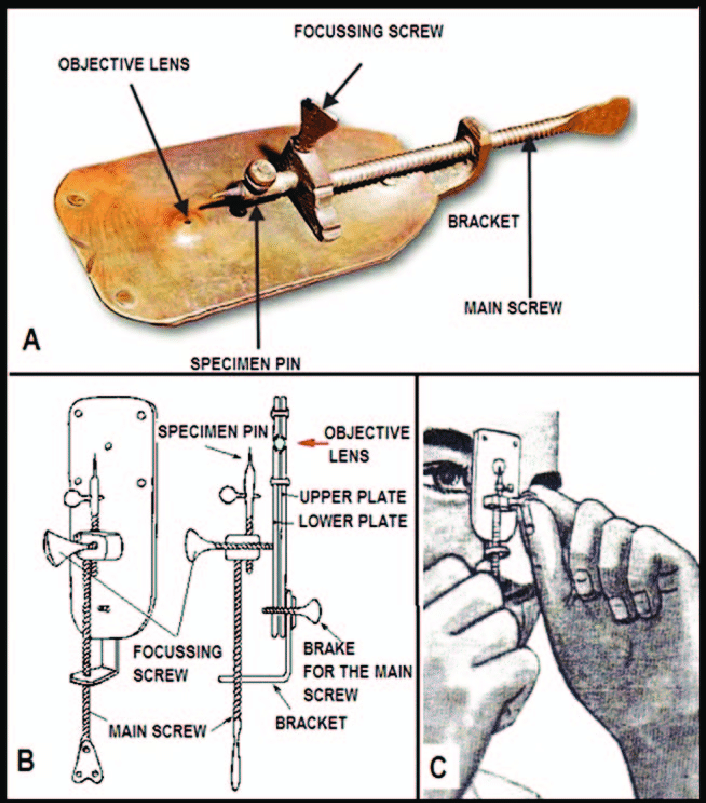 FOCUSSING SCREW
OBJECTIVE LENS
BRACKET
MAIN SCREW
A
SPECIMEN PIN
SPECIMEN PIN
OBJECTIVE
LENS
UPPER PLATE
LOWER PLATE
FOCUSSING
SCREW
BRAKE
FOR THE MAIN
SCREW
MAIN SCREW
BRACKET
B
C